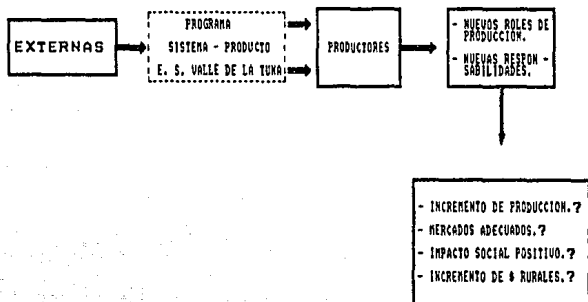 EXTERNAS
PROGRAMA
SISTEMA - PRODUCTO
E. S. VALLE DE LA TUNA
PRODUCTORES
- NUEVOS ROLES DE
PRODUCCION.
- NUEVAS RESPON -
SABILIDADES.
- INCREMENTO DE PRODUCCION.?
- MERCADOS ADECUADOS.?
- IMPACTO SOCIAL POSITIVO.?
- INCREMENTO DE $ RURALES.?